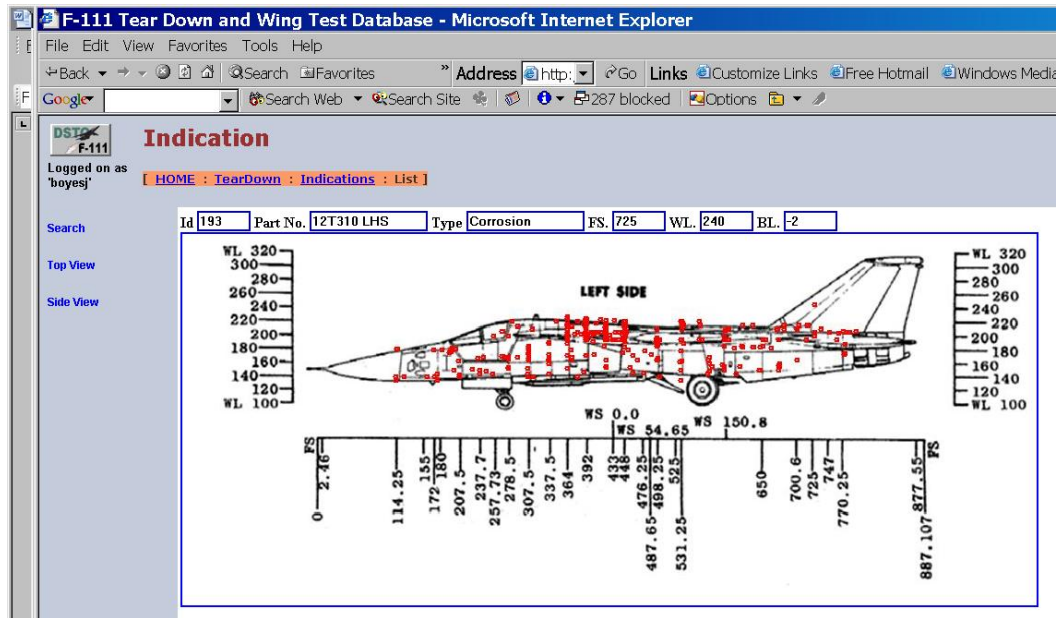 F-111 Tear Down and Wing Test Database - Microsoft Internet Explorer
File Edit View Favorites Tools Help
Back Search Favorites » Address http: Go Links Customize Links Free Hotmail Windows Media
Google Search Web Search Site 287 blocked Options
DSTO
F-111
Indication
Logged on as
'boyesj'
[ HOME : TearDown : Indications : List ]
Search
Top View
Side View
Id 193 Part No. 12T310 LHS Type Corrosion FS. 725 WL. 240 BL. -2
WL 320
300
280
260
240
220
200
180
160
140
120
WL 100
LEFT SIDE
WL 320
300
280
260
240
220
200
180
160
140
120
WL 100
WS 0.0
WS 54.65
WS 150.8
FS
0
2.46
114.25
155
172
180
207.5
237.7
257.73
278.5
307.5
337.5
364
392
433
448
476.25
487.65
498.25
525
531.25
650
700.6
725
747
770.25
877.55
887.107
FS